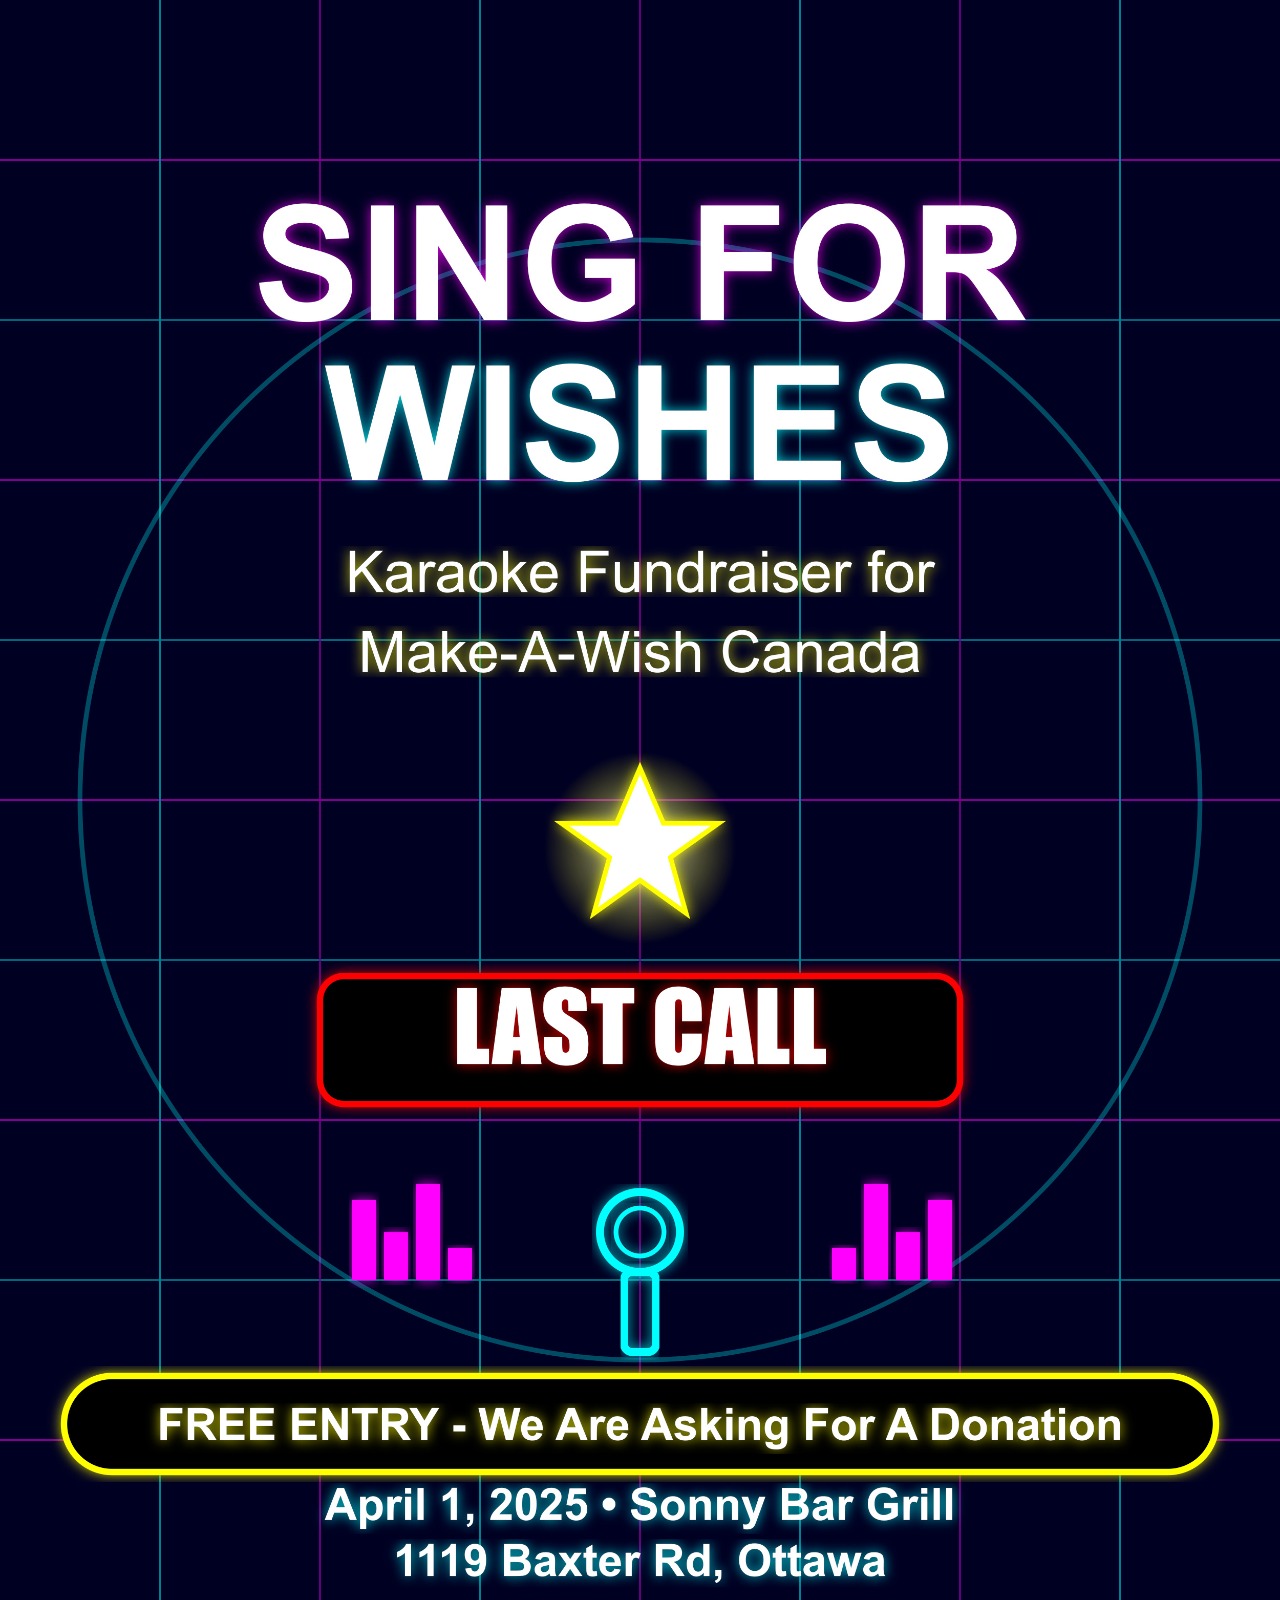 SING FOR
WISHES
Karaoke Fundraiser for
Make-A-Wish Canada
LAST CALL
FREE ENTRY - We Are Asking For A Donation
April 1, 2025 • Sonny Bar Grill
1119 Baxter Rd, Ottawa